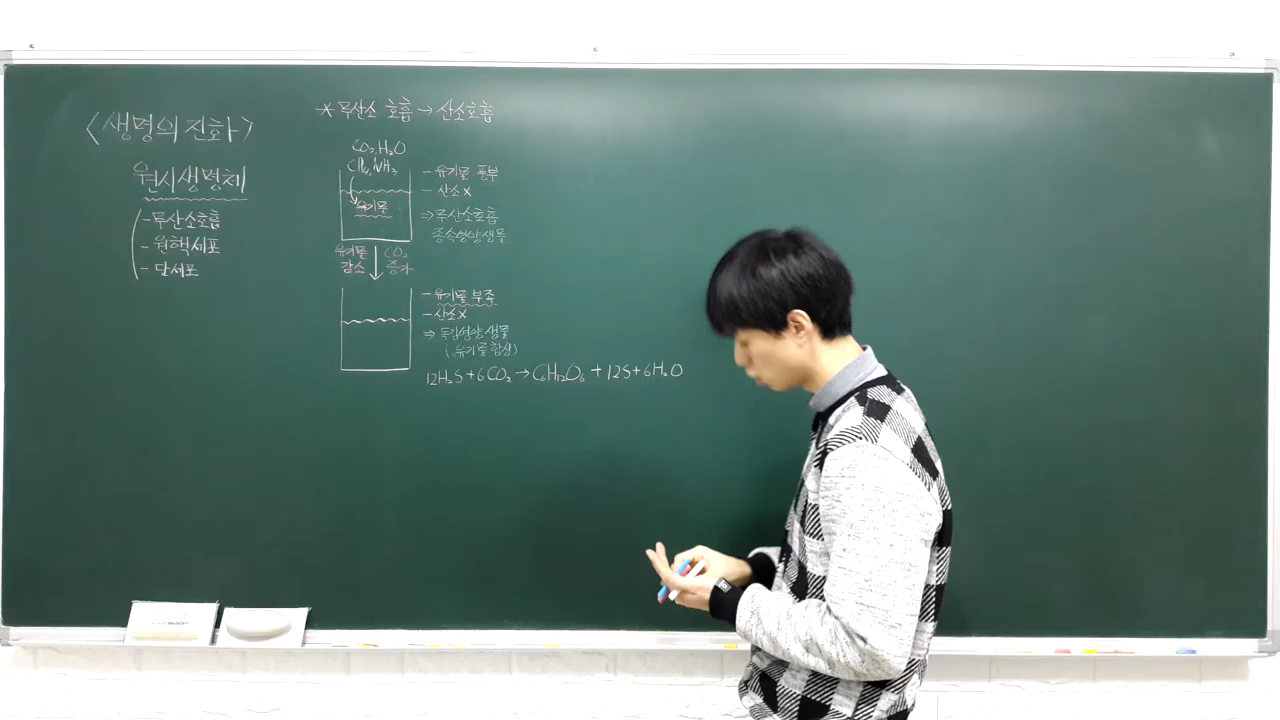 <생명의 진화>
원시생명체
- 무산소호흡
- 원핵세포
- 단세포
* 무산소 호흡 → 산소호흡
CO₂, H₂O
CH₄, NH₃
유기물
- 유기물 풍부
- 산소 x
⇒ 무산소호흡
종속영양생물
유기물
감소
CO₂
증가
- 유기물 부족
- 산소x
⇒ 독립영양생물
(유기물 합성)
12H₂S + 6CO₂ → C₆H₁₂O₆ + 12S + 6H₂O